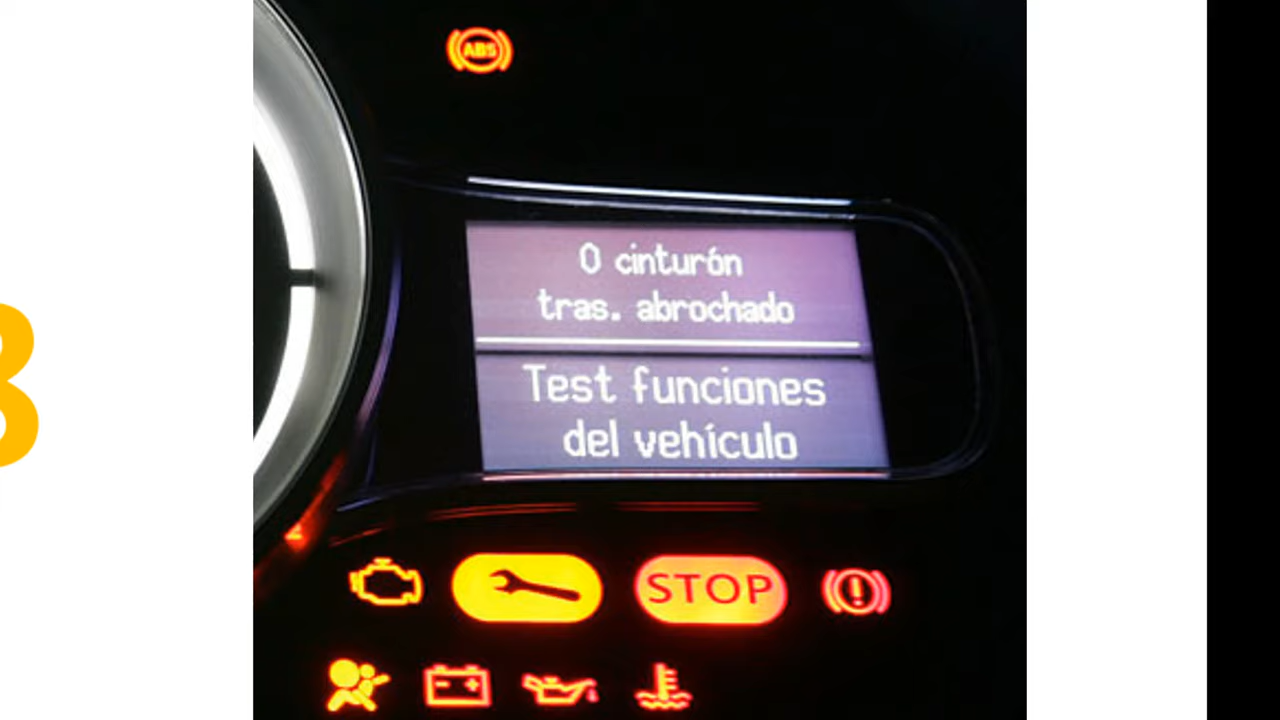 ABS
0 cinturón
tras. abrochado
Test funciones
del vehículo
STOP